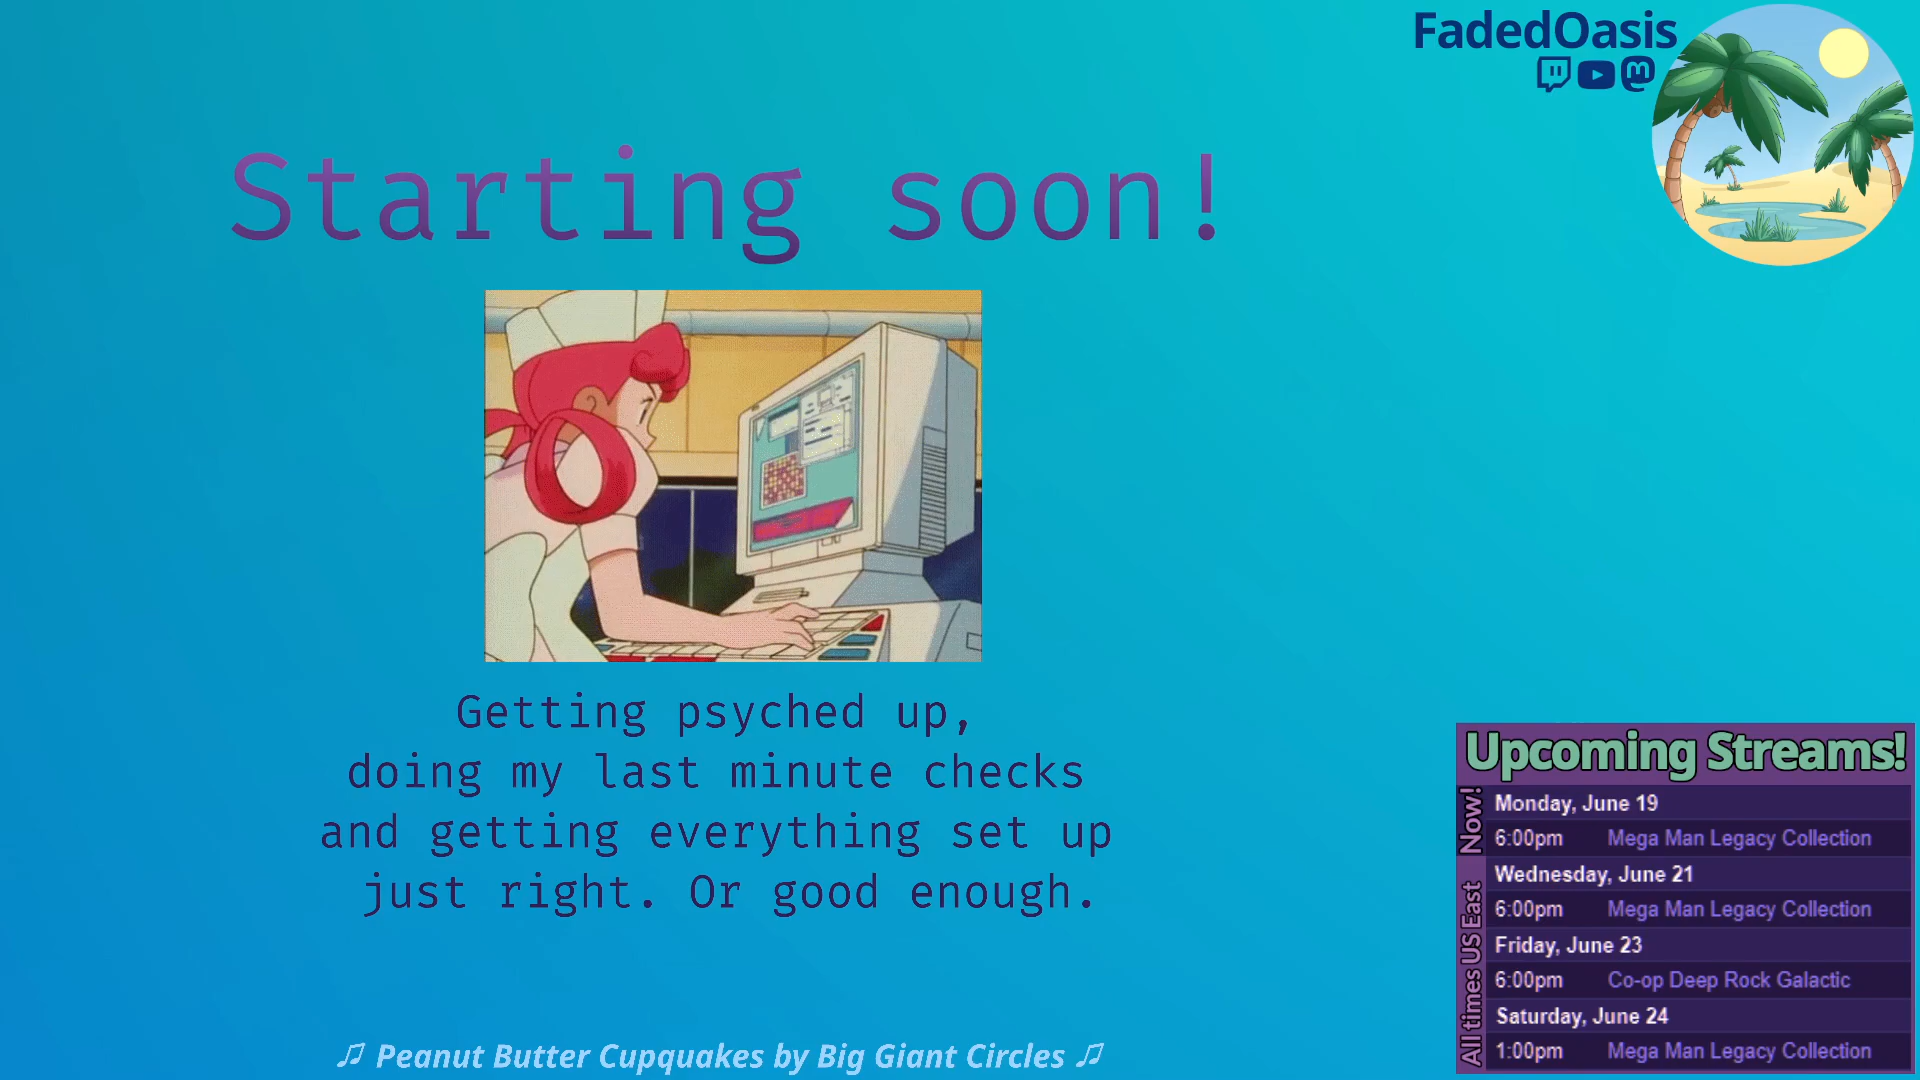 FadedOasis
Starting soon!
Getting psyched up,
doing my last minute checks
and getting everything set up
just right. Or good enough.
♫ Peanut Butter Cupquakes by Big Giant Circles ♫
Upcoming Streams!
Now!
All times US East
Monday, June 19
6:00pm Mega Man Legacy Collection
Wednesday, June 21
6:00pm Mega Man Legacy Collection
Friday, June 23
6:00pm Co-op Deep Rock Galactic
Saturday, June 24
1:00pm Mega Man Legacy Collection